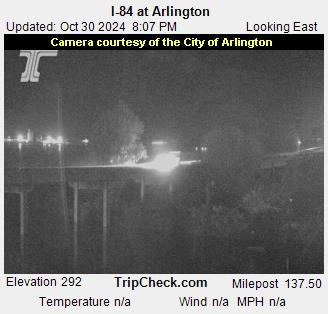 I-84 at Arlington
Updated: Oct 30 2024 8:07 PM Looking East
Camera courtesy of the City of Arlington
Elevation 292 TripCheck.com Milepost 137.50
Temperature n/a Wind n/a MPH n/a